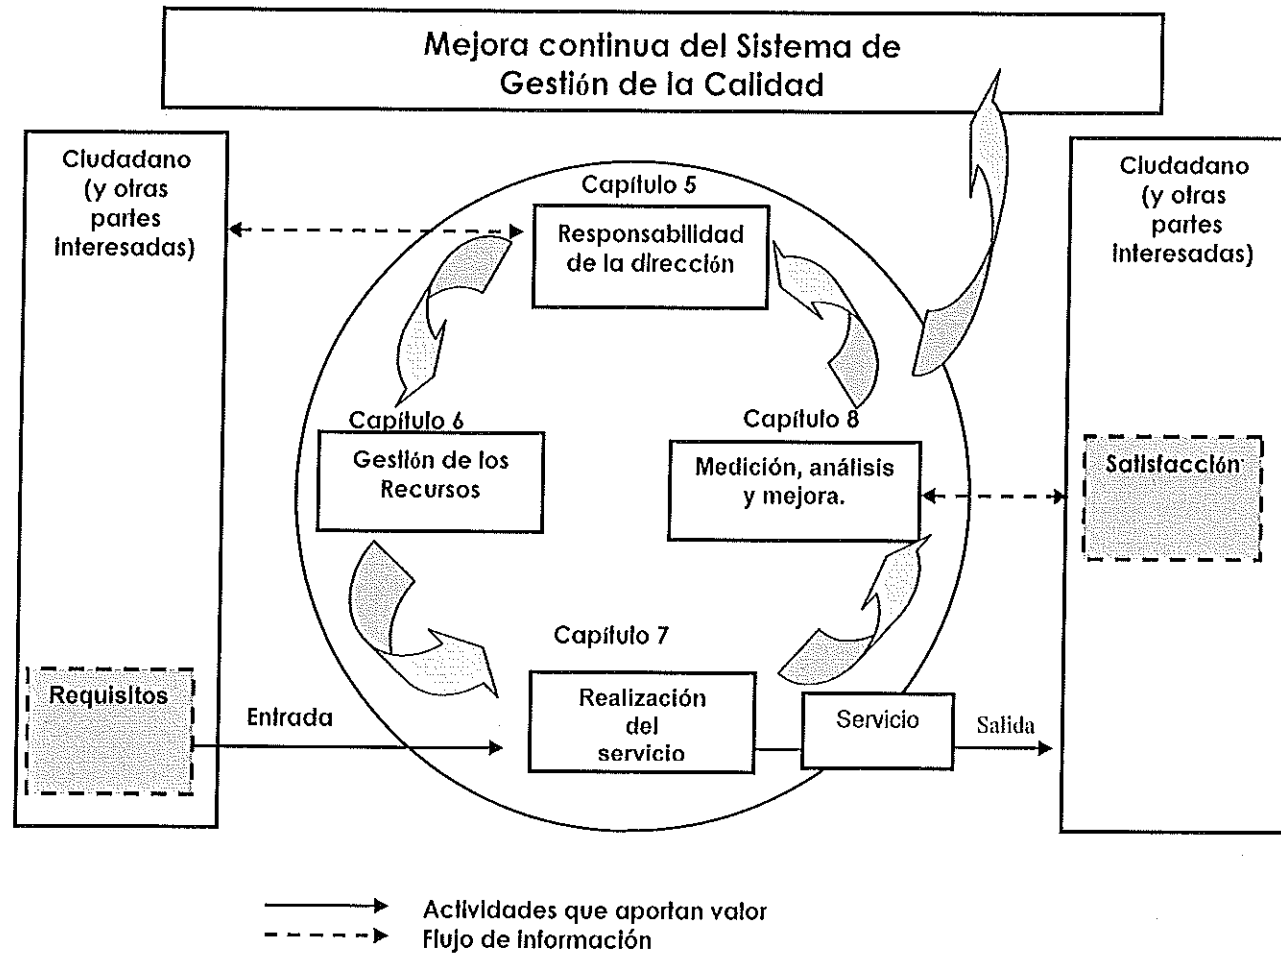 Mejora continua del Sistema de
Gestión de la Calidad
Ciudadano
(y otras
partes
interesadas)
Capítulo 5
Responsabilidad
de la dirección
Ciudadano
(y otras
partes
interesadas)
Capítulo 6
Gestión de los
Recursos
Capítulo 8
Medición, análisis
y mejora.
Satisfacción
Capítulo 7
Realización
del
servicio
Requisitos
Entrada
Servicio
Salida
Actividades que aportan valor
Flujo de información